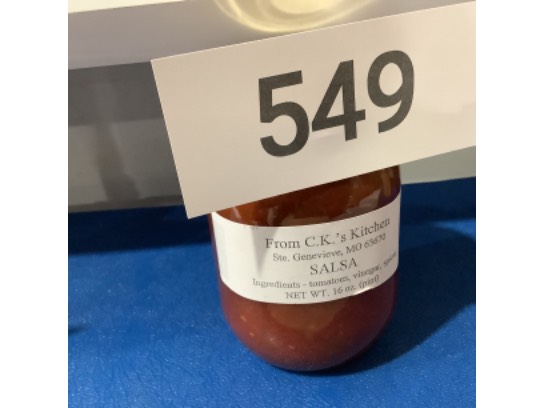 549
From C.K.'s Kitchen
Ste. Genevieve, MO 63670
SALSA
Ingredients - tomatoes, vinegar, spices
NET WT. 16 oz. (pint)